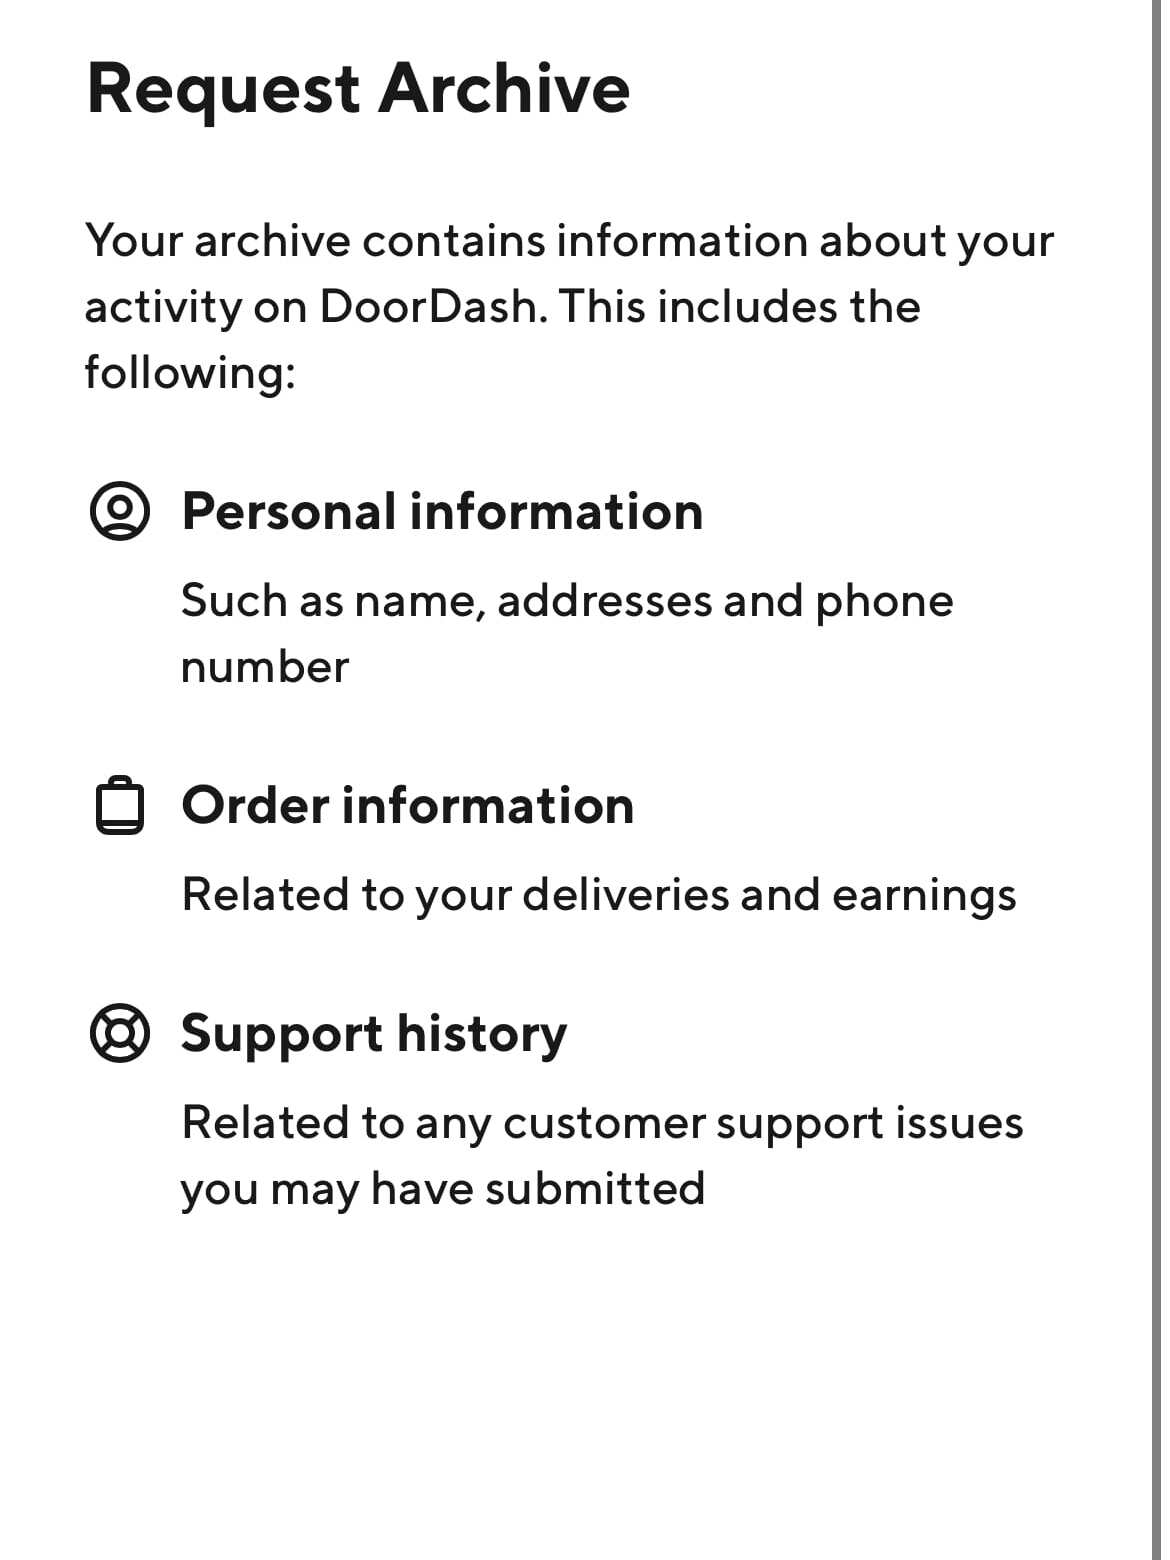 Request Archive
Your archive contains information about your
activity on DoorDash. This includes the
following:
Personal information
Such as name, addresses and phone
number
Order information
Related to your deliveries and earnings
Support history
Related to any customer support issues
you may have submitted